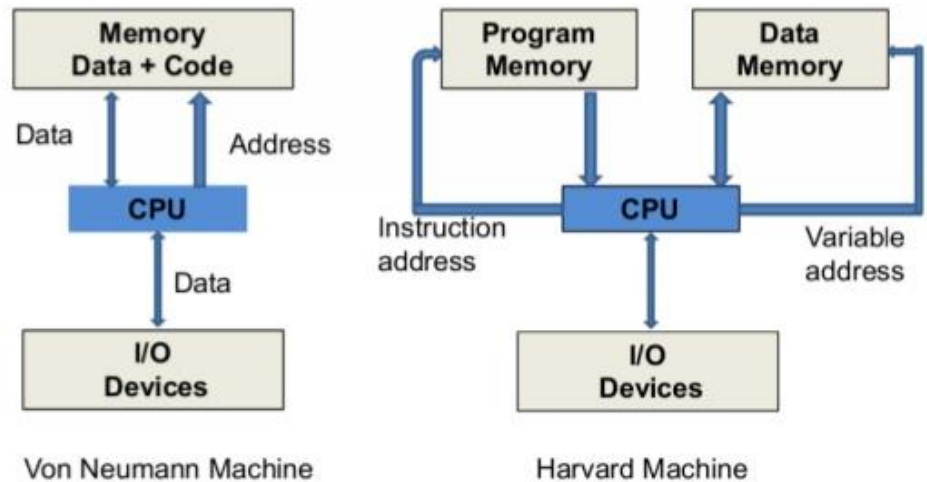 Memory
Data + Code
Data
Address
CPU
Data
I/O
Devices
Von Neumann Machine
Program
Memory
Data
Memory
CPU
Instruction
address
Variable
address
I/O
Devices
Harvard Machine